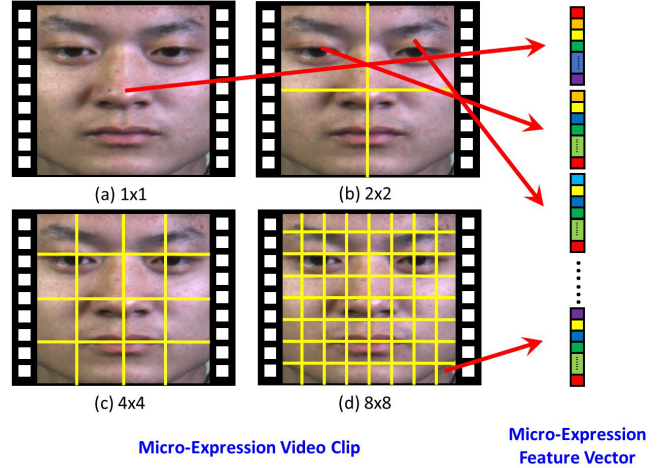 (a) 1x1
(b) 2x2
(c) 4x4
(d) 8x8
Micro-Expression Video Clip
Micro-Expression
Feature Vector